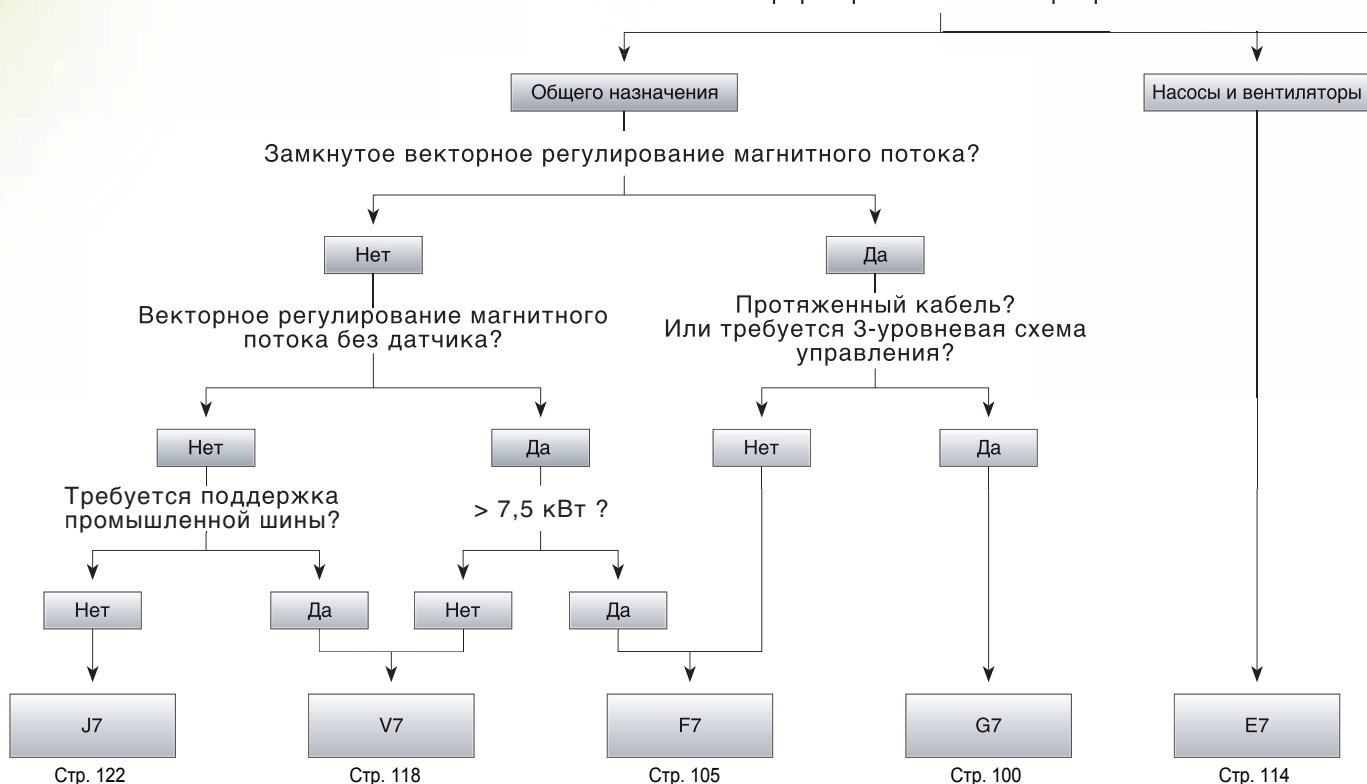 Общего назначения
Насосы и вентиляторы
Замкнутое векторное регулирование магнитного потока?
Нет
Да
Векторное регулирование магнитного
потока без датчика?
Протяженный кабель?
Или требуется 3-уровневая схема
управления?
Нет
Да
Нет
Да
Требуется поддержка
промышленной шины?
> 7,5 кВт ?
Нет
Да
Нет
Да
J7
V7
F7
G7
E7
Стр. 122
Стр. 118
Стр. 105
Стр. 100
Стр. 114